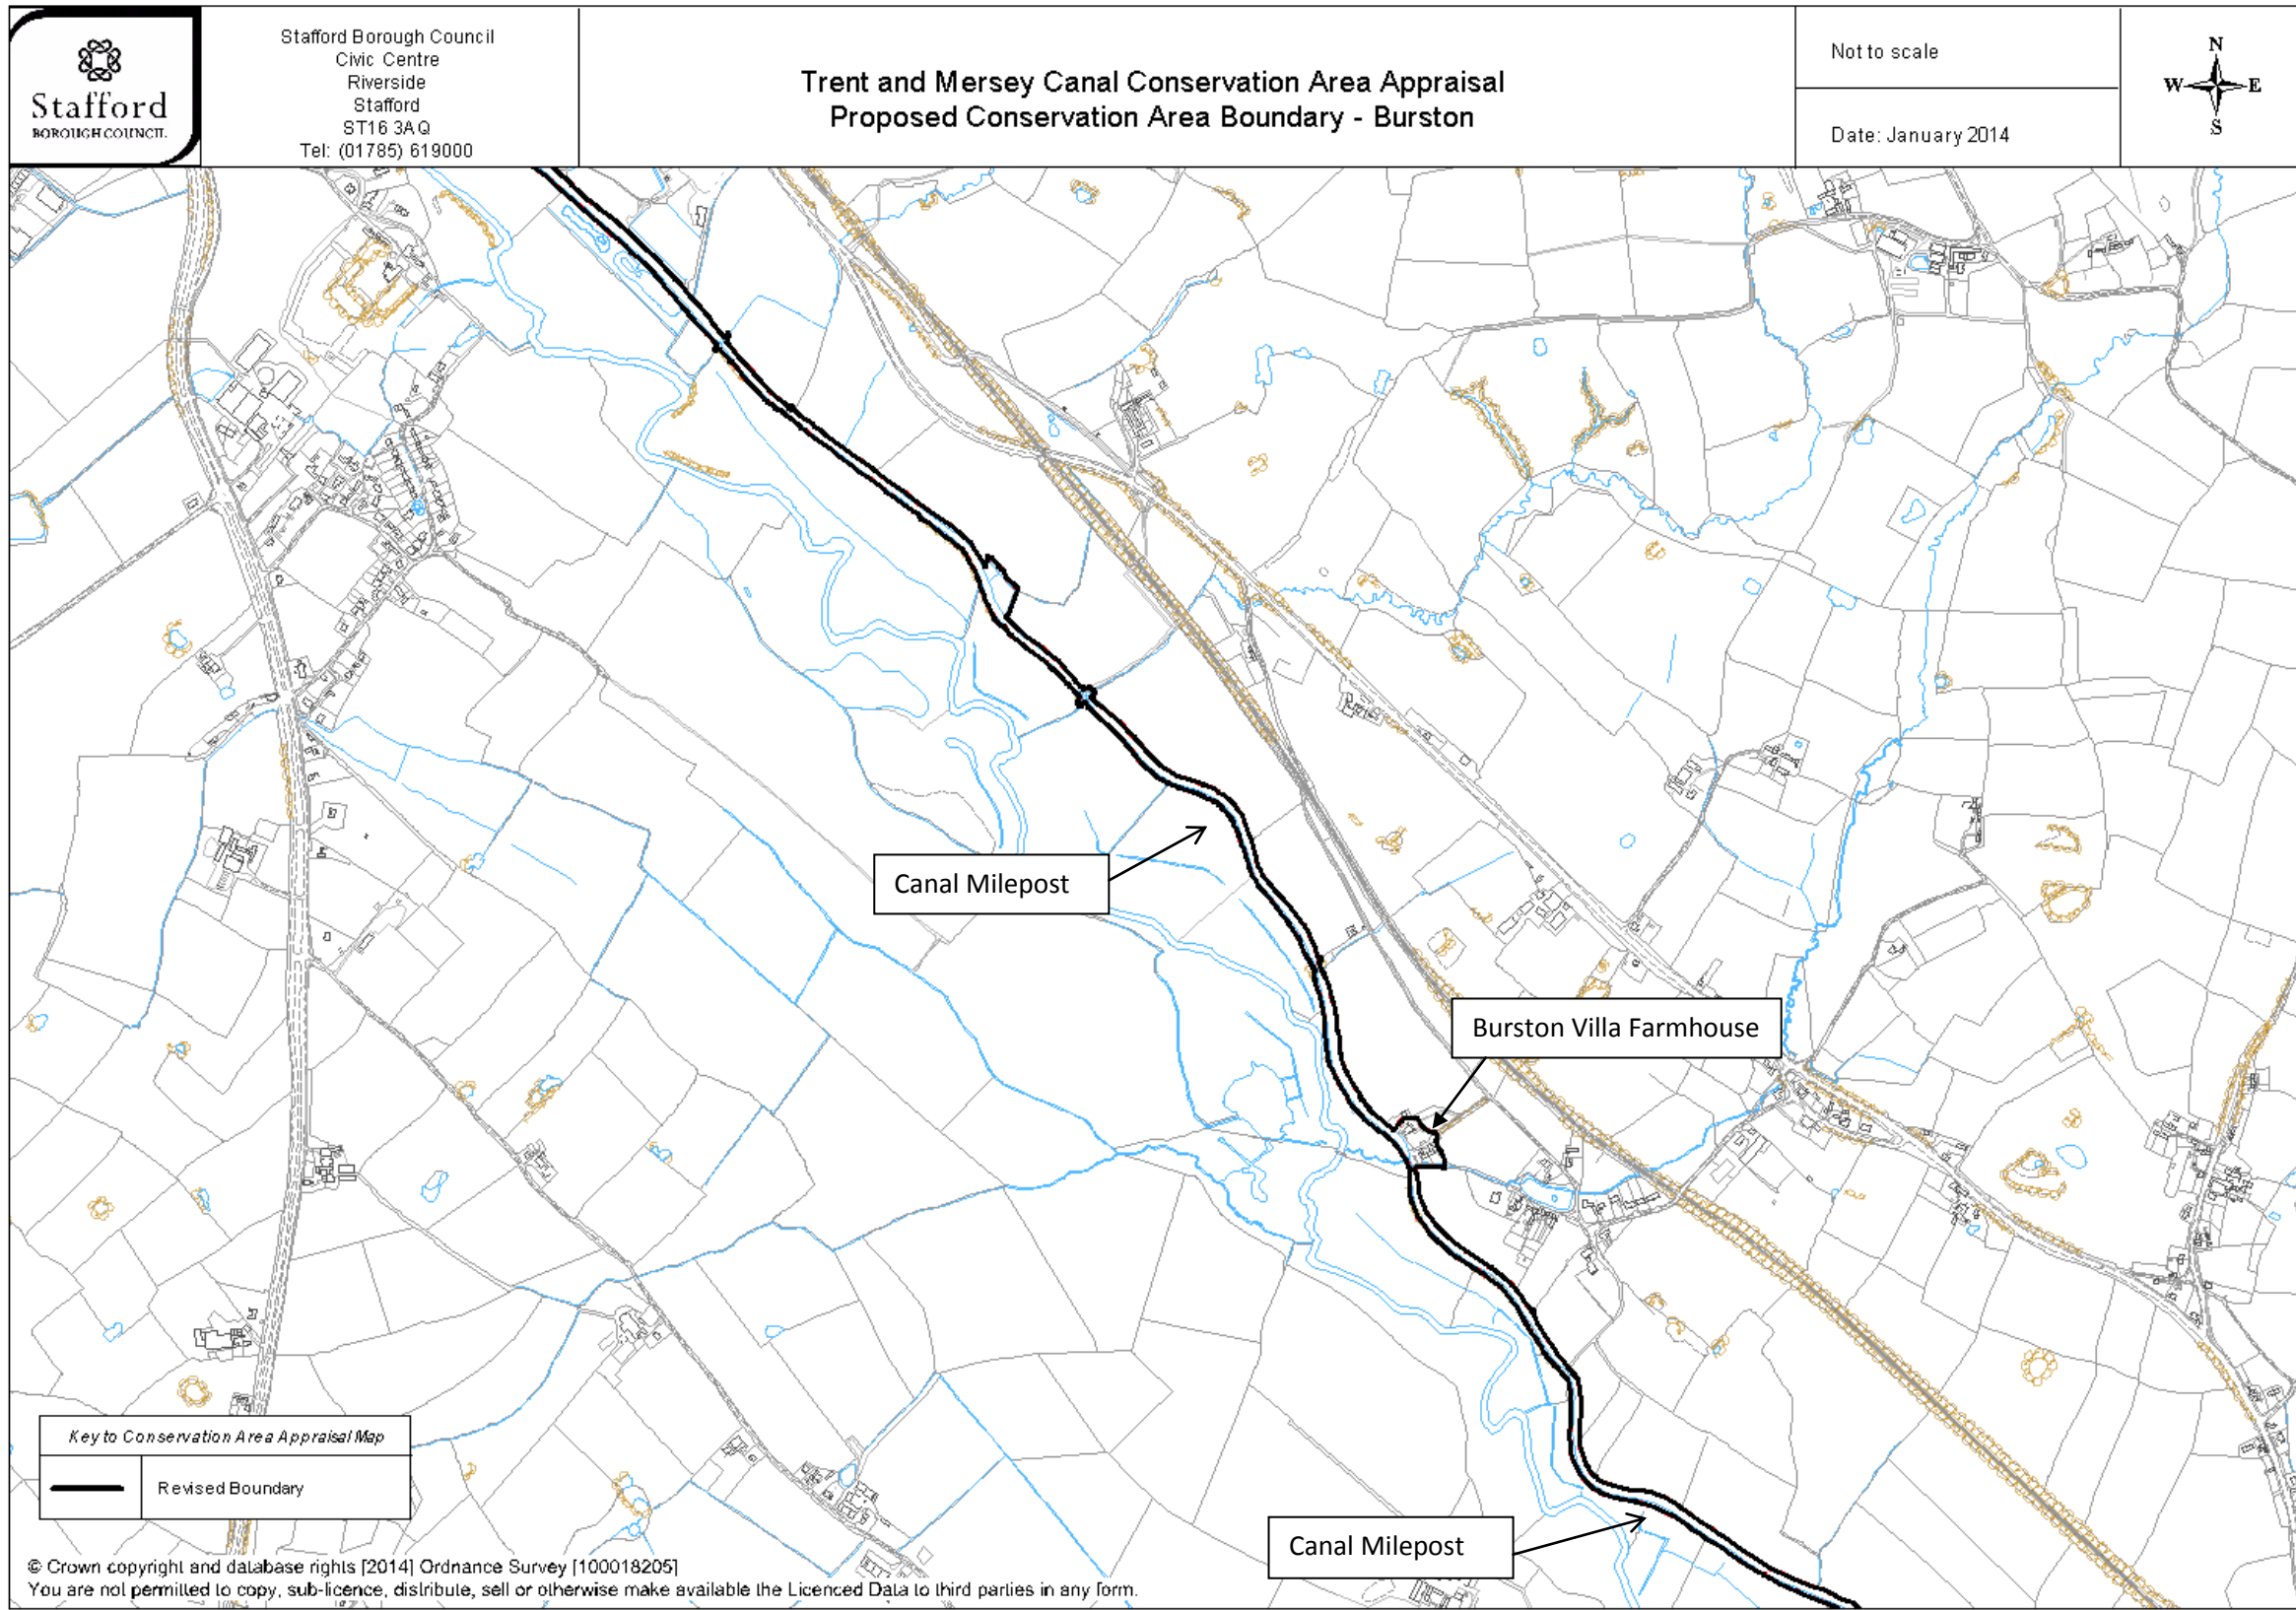 Stafford
BOROUGH COUNCIL
Stafford Borough Council
Civic Centre
Riverside
Stafford
ST16 3AQ
Tel: (01785) 619000
Trent and Mersey Canal Conservation Area Appraisal
Proposed Conservation Area Boundary - Burston
Not to scale
Date: January 2014
N
W E
S
Canal Milepost
Burston Villa Farmhouse
Canal Milepost
Key to Conservation Area Appraisal Map
Revised Boundary
© Crown copyright and database rights [2014] Ordnance Survey [100018205]
You are not permitted to copy, sub-licence, distribute, sell or otherwise make available the Licenced Data to third parties in any form.